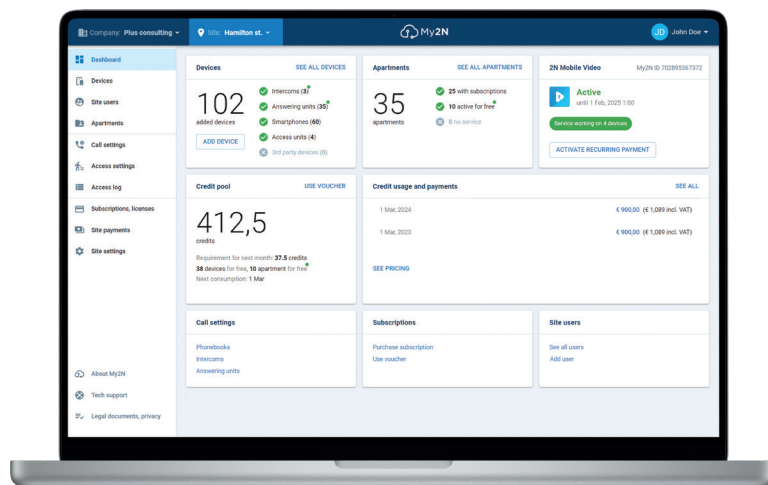 Company: Plus consulting
Site: Hamilton st.
My2N
JD John Doe
Dashboard
Devices
Site users
Apartments
Call settings
Access settings
Access log
Subscriptions, licenses
Site payments
Site settings
About My2N
Tech support
Legal documents, privacy
Devices SEE ALL DEVICES
102
added devices
ADD DEVICE
Intercoms (3)
Answering units (35)
Smartphones (60)
Access units (4)
3rd party devices (0)
Apartments SEE ALL APARTMENTS
35
apartments
25 with subscriptions
10 active for free
0 no service
2N Mobile Video My2N ID 702895367372
Active
until 1 Feb, 2025 1:00
Service working on 4 devices
ACTIVATE RECURRING PAYMENT
Credit pool USE VOUCHER
412,5
credits
Requirement for next month: 37.5 credits
38 devices for free, 10 apartment for free
Next consumption: 1 Mar
Credit usage and payments SEE ALL
1 Mar, 2024 € 900,00 (€ 1,089 incl. VAT)
1 Mar, 2023 € 900,00 (€ 1,089 incl. VAT)
SEE PRICING
Call settings
Phonebooks
Intercoms
Answering units
Subscriptions
Purchase subscription
Use voucher
Site users
See all users
Add user